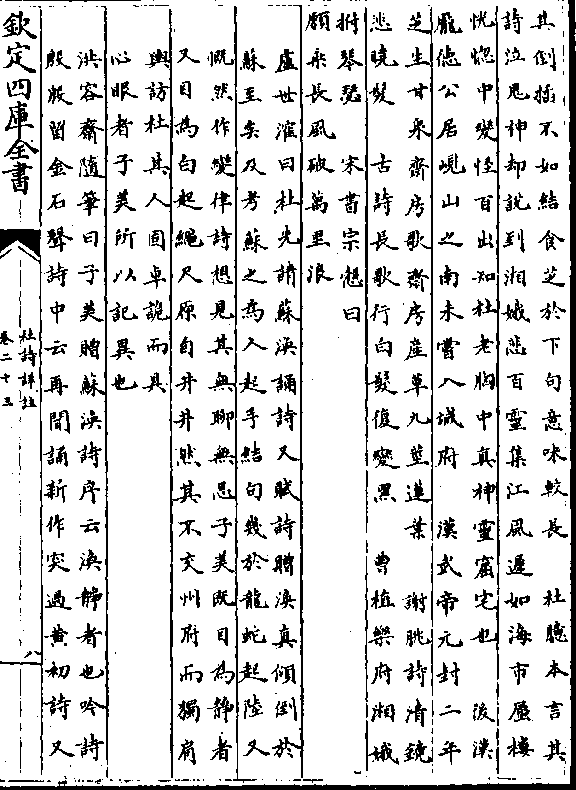 其倒揷不如結食芝於下句意味較長　杜臆本言其
詩泣鬼神却說到湘娥悲百靈集江風遲如海市蜃樓
恍惚中變怪百出知杜老胸中真神靈窟宅也　後漢
龎徳公居峴山之南未嘗入城府　漢武帝元封二年
芝生甘泉齋房歌齋房産草九莖連葉　謝朓詩清鏡
悲曉髮　古詩長歌行白髮復變黑　曹植樂府湘娥
拊琴瑟　宋書宗慤曰
願乘長風破萬里浪
盧世㴶曰杜先請蘇渙誦詩又賦詩贈渙真傾倒於
蘇至矣及考蘇之為人起手結句幾於龍蛇起陸又
慨然作變律詩想見其無聊無思子美既目為靜者
又目為白起繩尺原自井井然其不交州府而獨肩
輿訪杜其人固卓詭而具
心眼者子美所以記異也
洪容齋隨筆曰子美贈蘇渙詩序云渙靜者也吟詩
殷殷留金石聲詩中云再聞誦新作突過黄初詩又
欽定四庫全書
杜詩詳註
卷二十三
八